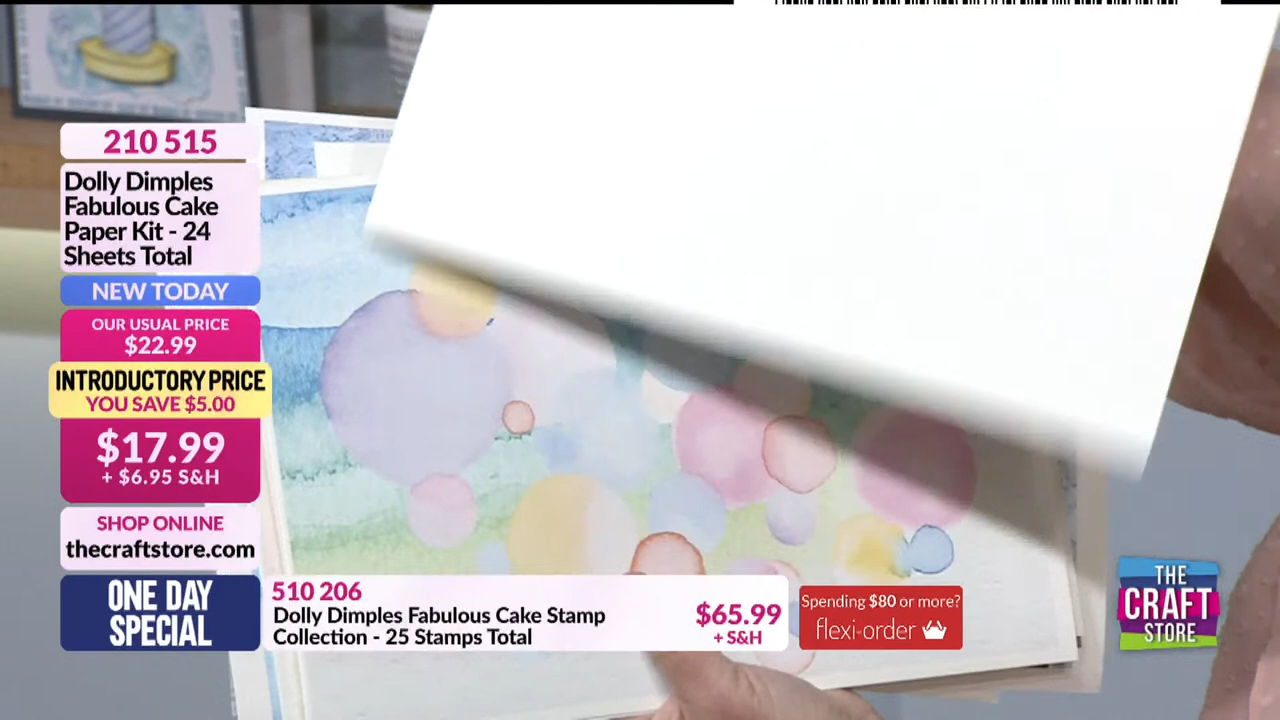 210 515
Dolly Dimples
Fabulous Cake
Paper Kit - 24
Sheets Total
NEW TODAY
OUR USUAL PRICE
$22.99
INTRODUCTORY PRICE
YOU SAVE $5.00
$17.99
+ $6.95 S&H
SHOP ONLINE
thecraftstore.com
ONE DAY
SPECIAL
510 206
Dolly Dimples Fabulous Cake Stamp
Collection - 25 Stamps Total
$65.99
+ S&H
Spending $80 or more?
flexi-order
THE
CRAFT
STORE